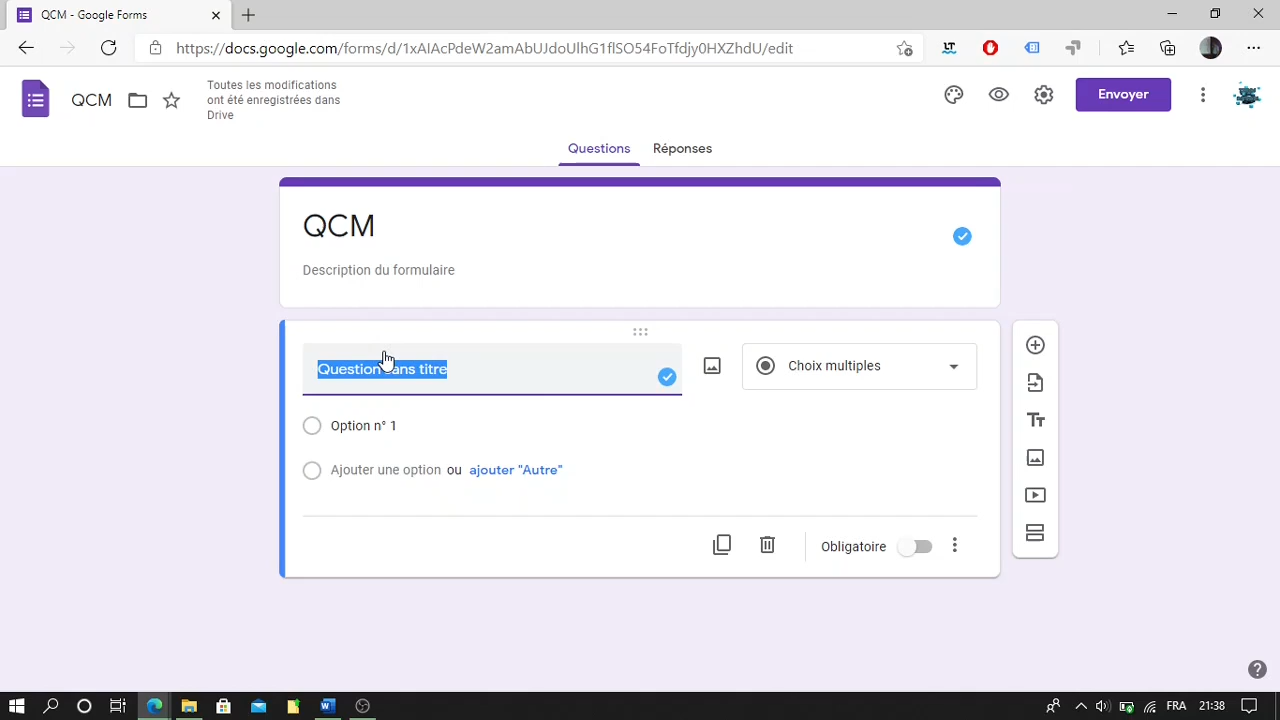 QCM - Google Forms
https://docs.google.com/forms/d/1xAIAcPdeW2amAbUJdoUlhG1flSO54FoTfdjy0HXZhdU/edit
LT
QCM
Toutes les modifications
ont été enregistrées dans
Drive
Envoyer
Questions
Réponses
QCM
Description du formulaire
Question sans titre
Choix multiples
Option n° 1
Ajouter une option ou ajouter "Autre"
Obligatoire
FRA
21:38